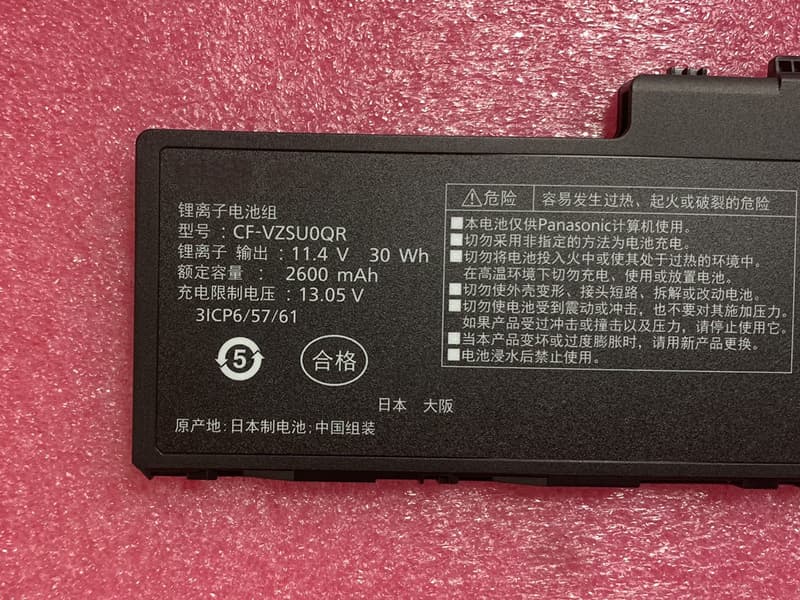 锂离子电池组
型号 : CF-VZSU0QR
锂离子 输出 : 11.4 V 30 Wh
额定容量 : 2600 mAh
充电限制电压 : 13.05 V
3ICP6/57/61
5
合格
⚠危险 容易发生过热、起火或破裂的危险
■本电池仅供Panasonic计算机使用。
■切勿采用非指定的方法为电池充电。
■切勿将电池投入火中或使其处于过热的环境中。
在高温环境下切勿充电、使用或放置电池。
■切勿使外壳变形、接头短路、拆解或改动电池。
■切勿使电池受到震动或冲击，也不要对其施加压力。
如果产品受过冲击或撞击以及压力，请停止使用它。
■当本产品变坏或过度膨胀时，请用新产品更换。
■电池浸水后禁止使用。
日本 大阪
原产地:日本制电池;中国组装